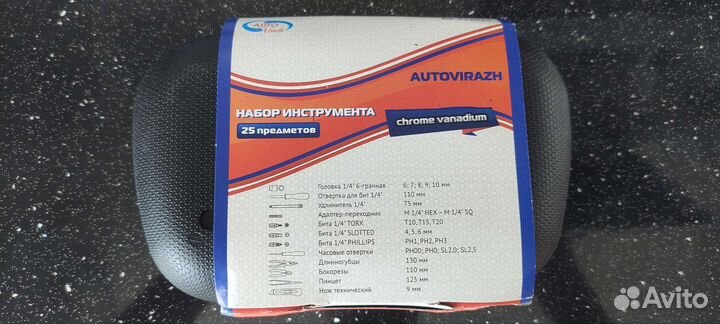 AUTO
Virazh
AUTOVIRAZH
НАБОР ИНСТРУМЕНТА
25 предметов
chrome vanadium
Головка 1/4" 6-гранная 6; 7; 8; 9; 10 мм
Отвертка для бит 1/4" 110 мм
Удлинитель 1/4" 75 мм
Адаптер-переходник M-1/4" HEX – M-1/4" SQ
Бита 1/4" TORX T10, T15, T20
Бита 1/4" SLOTTED 4, 5, 6 мм
Бита 1/4" PHILLIPS PH1, PH2, PH3
Часовые отвертки PH00; PH0; SL2,0; SL2,5
Длинногубцы 130 мм
Бокорезы 110 мм
Пинцет 125 мм
Нож технический 9 мм
Avito